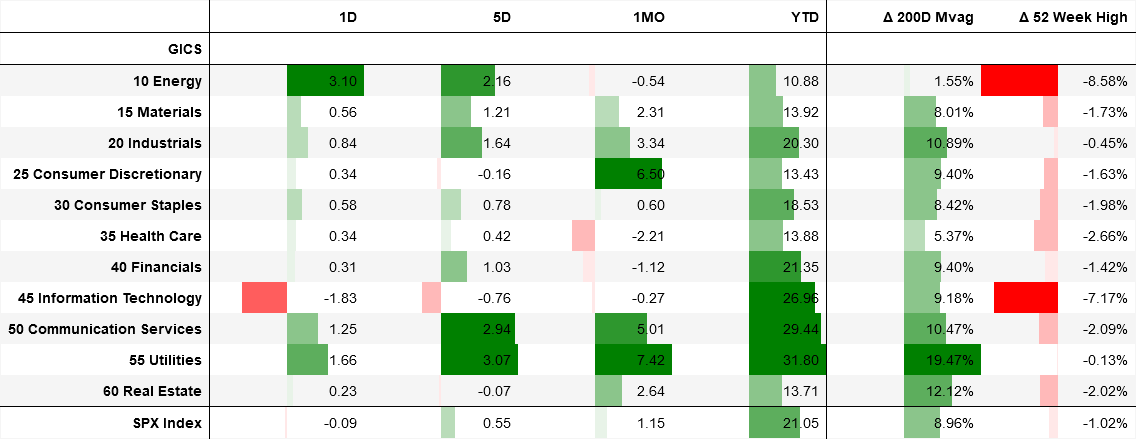 1D 5D 1MO YTD Δ 200D Mvag Δ 52 Week High
GICS
10 Energy 3.10 2.16 -0.54 10.88 1.55% -8.58%
15 Materials 0.56 1.21 2.31 13.92 8.01% -1.73%
20 Industrials 0.84 1.64 3.34 20.30 10.89% -0.45%
25 Consumer Discretionary 0.34 -0.16 6.50 13.43 9.40% -1.63%
30 Consumer Staples 0.58 0.78 0.60 18.53 8.42% -1.98%
35 Health Care 0.34 0.42 -2.21 13.88 5.37% -2.66%
40 Financials 0.31 1.03 -1.12 21.35 9.40% -1.42%
45 Information Technology -1.83 -0.76 -0.27 26.96 9.18% -7.17%
50 Communication Services 1.25 2.94 5.01 29.44 10.47% -2.09%
55 Utilities 1.66 3.07 7.42 31.80 19.47% -0.13%
60 Real Estate 0.23 -0.07 2.64 13.71 12.12% -2.02%
SPX Index -0.09 0.55 1.15 21.05 8.96% -1.02%